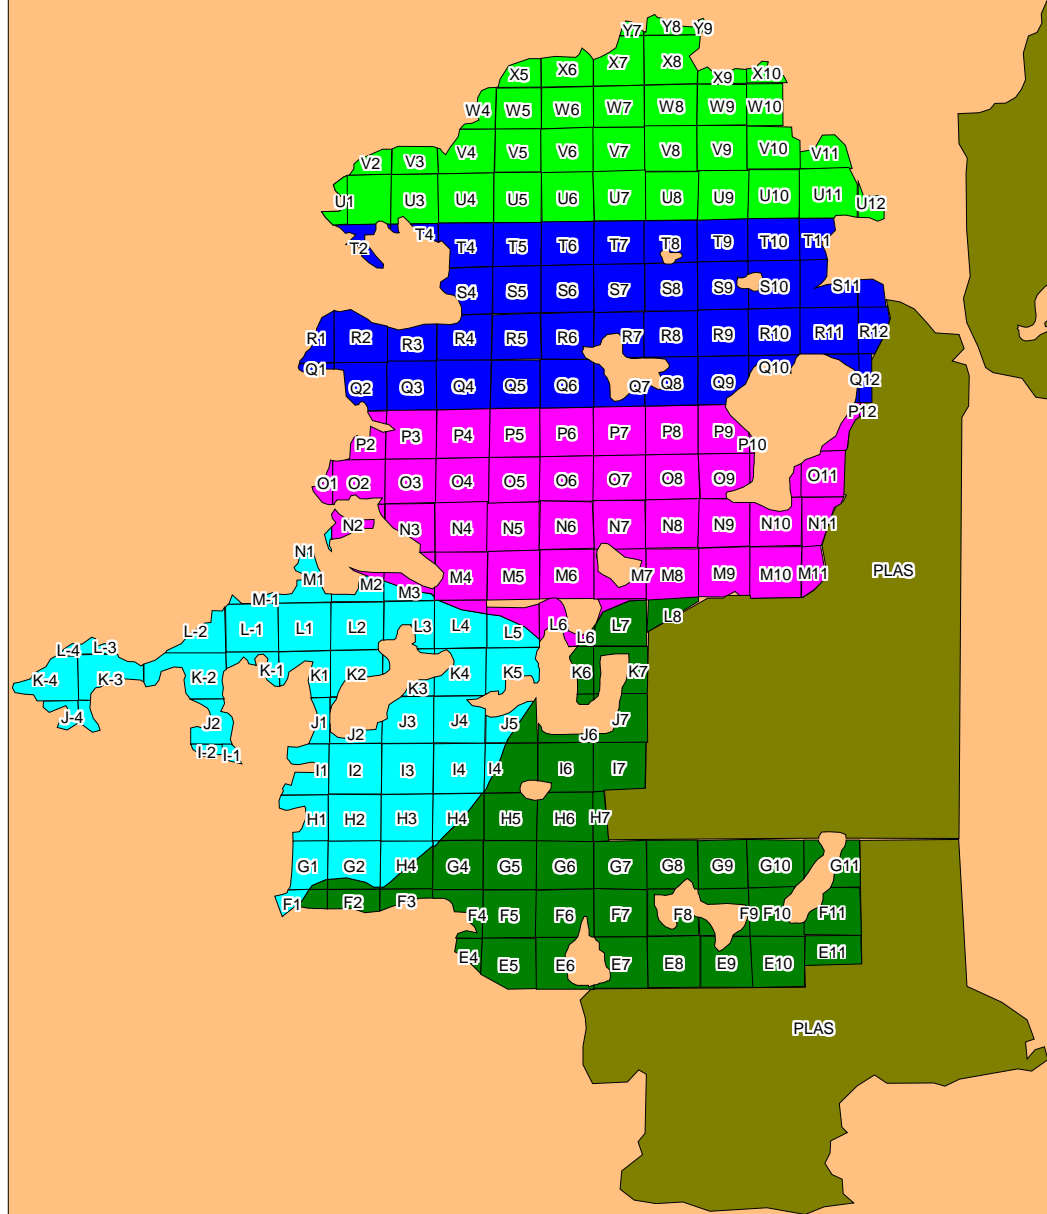 Y7 Y8 Y9
X5 X6 X7 X8 X9 X10
W4 W5 W6 W7 W8 W9 W10
V2 V3 V4 V5 V6 V7 V8 V9 V10 V11
U1 U3 U4 U5 U6 U7 U8 U9 U10 U11 U12
T2 T4 T4 T5 T6 T7 T8 T9 T10 T11
S4 S5 S6 S7 S8 S9 S10 S11
R1 R2 R3 R4 R5 R6 R7 R8 R9 R10 R11 R12
Q1 Q2 Q3 Q4 Q5 Q6 Q7 Q8 Q9 Q10 Q12
P2 P3 P4 P5 P6 P7 P8 P9 P10 P12
O1 O2 O3 O4 O5 O6 O7 O8 O9 O11
N1 N2 N3 N4 N5 N6 N7 N8 N9 N10 N11
PLAS
M-1 M1 M2 M3 M4 M5 M6 M7 M8 M9 M10 M11
L-4 L-3 L-2 L-1 L1 L2 L3 L4 L5 L6 L6 L7 L8
K-4 K-3 K-2 K-1 K1 K2 K3 K4 K5 K6 K7
J-4 J2 J1 J2 J3 J4 J5 J6 J7
I-2 I-1 I1 I2 I3 I4 I4 I6 I7
H1 H2 H3 H4 H5 H6 H7
G1 G2 H4 G4 G5 G6 G7 G8 G9 G10 G11
F1 F2 F3 F4 F5 F6 F7 F8 F9 F10 F11
E4 E5 E6 E7 E8 E9 E10 E11
PLAS